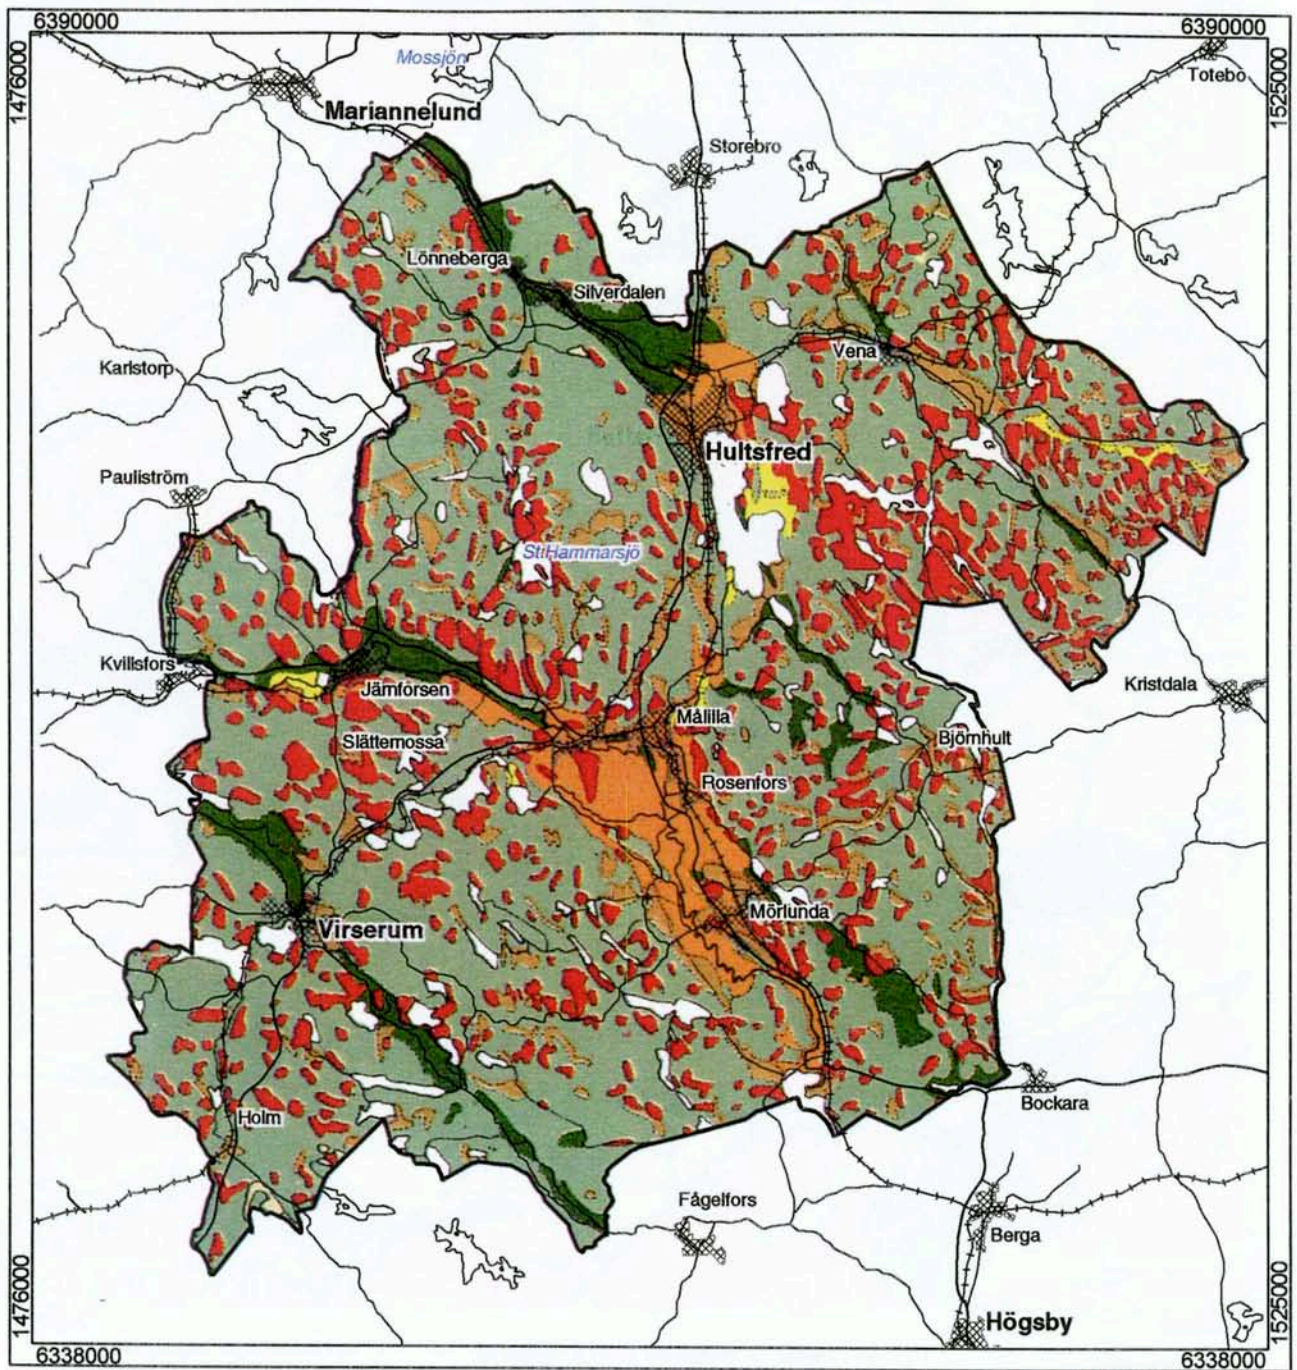 6390000
6390000
1476000
1525000
Mossjön
Totebo
Mariannelund
Storebro
Lönneberga
Silverdalen
Vena
Karlstorp
Hultsfred
Pauliström
St Hammarsjö
Kvillsfors
Järnforsen
Kristdala
Målilla
Slättemossa
Björnhult
Rosenfors
Mörlunda
Virserum
Holm
Bockara
Fågelfors
Berga
Högsby
1476000
1525000
6338000
6338000